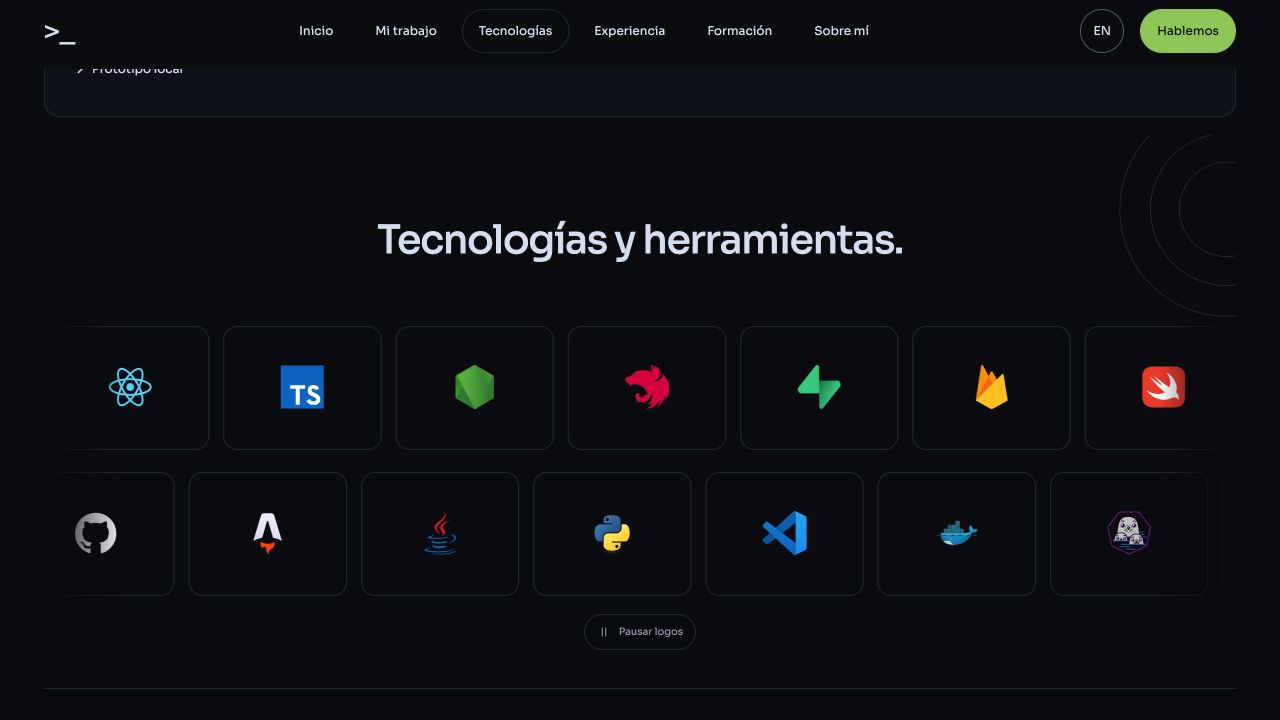 >_
Inicio
Mi trabajo
Tecnologías
Experiencia
Formación
Sobre mí
EN
Hablemos
Prototipo local
Tecnologías y herramientas.
TS
Pausar logos